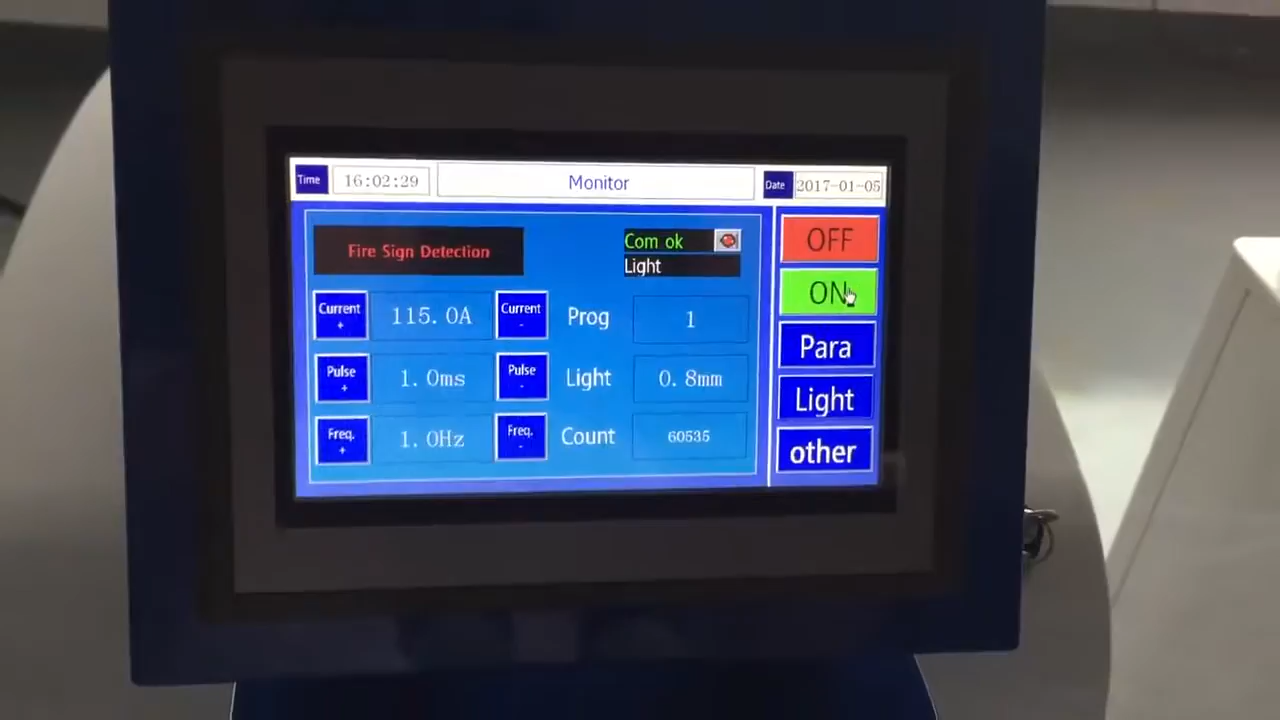 Time 16:02:29 Monitor Date 2017-01-05
Fire Sign Detection
Com ok
Light
OFF
ON
Current + 115.0A Current - Prog 1
Para
Pulse + 1.0ms Pulse - Light 0.8mm
Light
Freq. + 1.0Hz Freq. - Count 60535
other